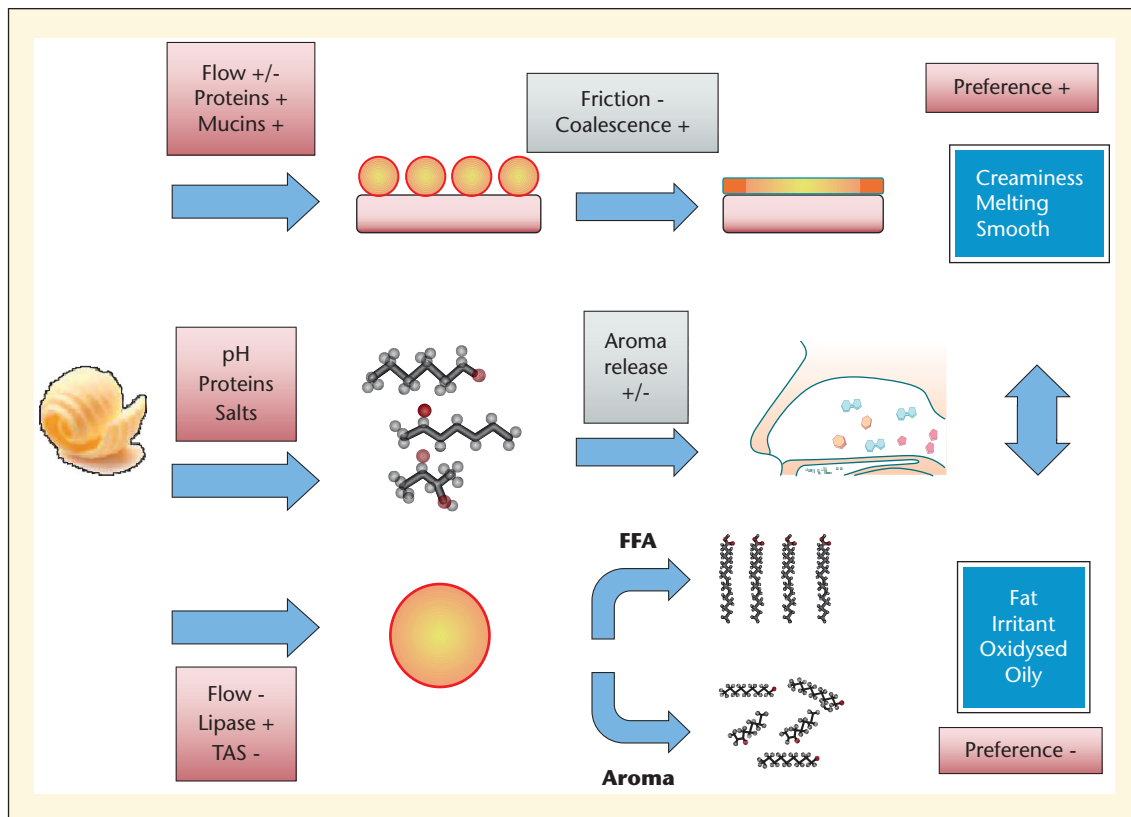 Flow +/-
Proteins +
Mucins +
Friction -
Coalescence +
Preference +
Creaminess
Melting
Smooth
pH
Proteins
Salts
Aroma
release
+/-
FFA
Fat
Irritant
Oxidysed
Oily
Flow -
Lipase +
TAS -
Aroma
Preference -